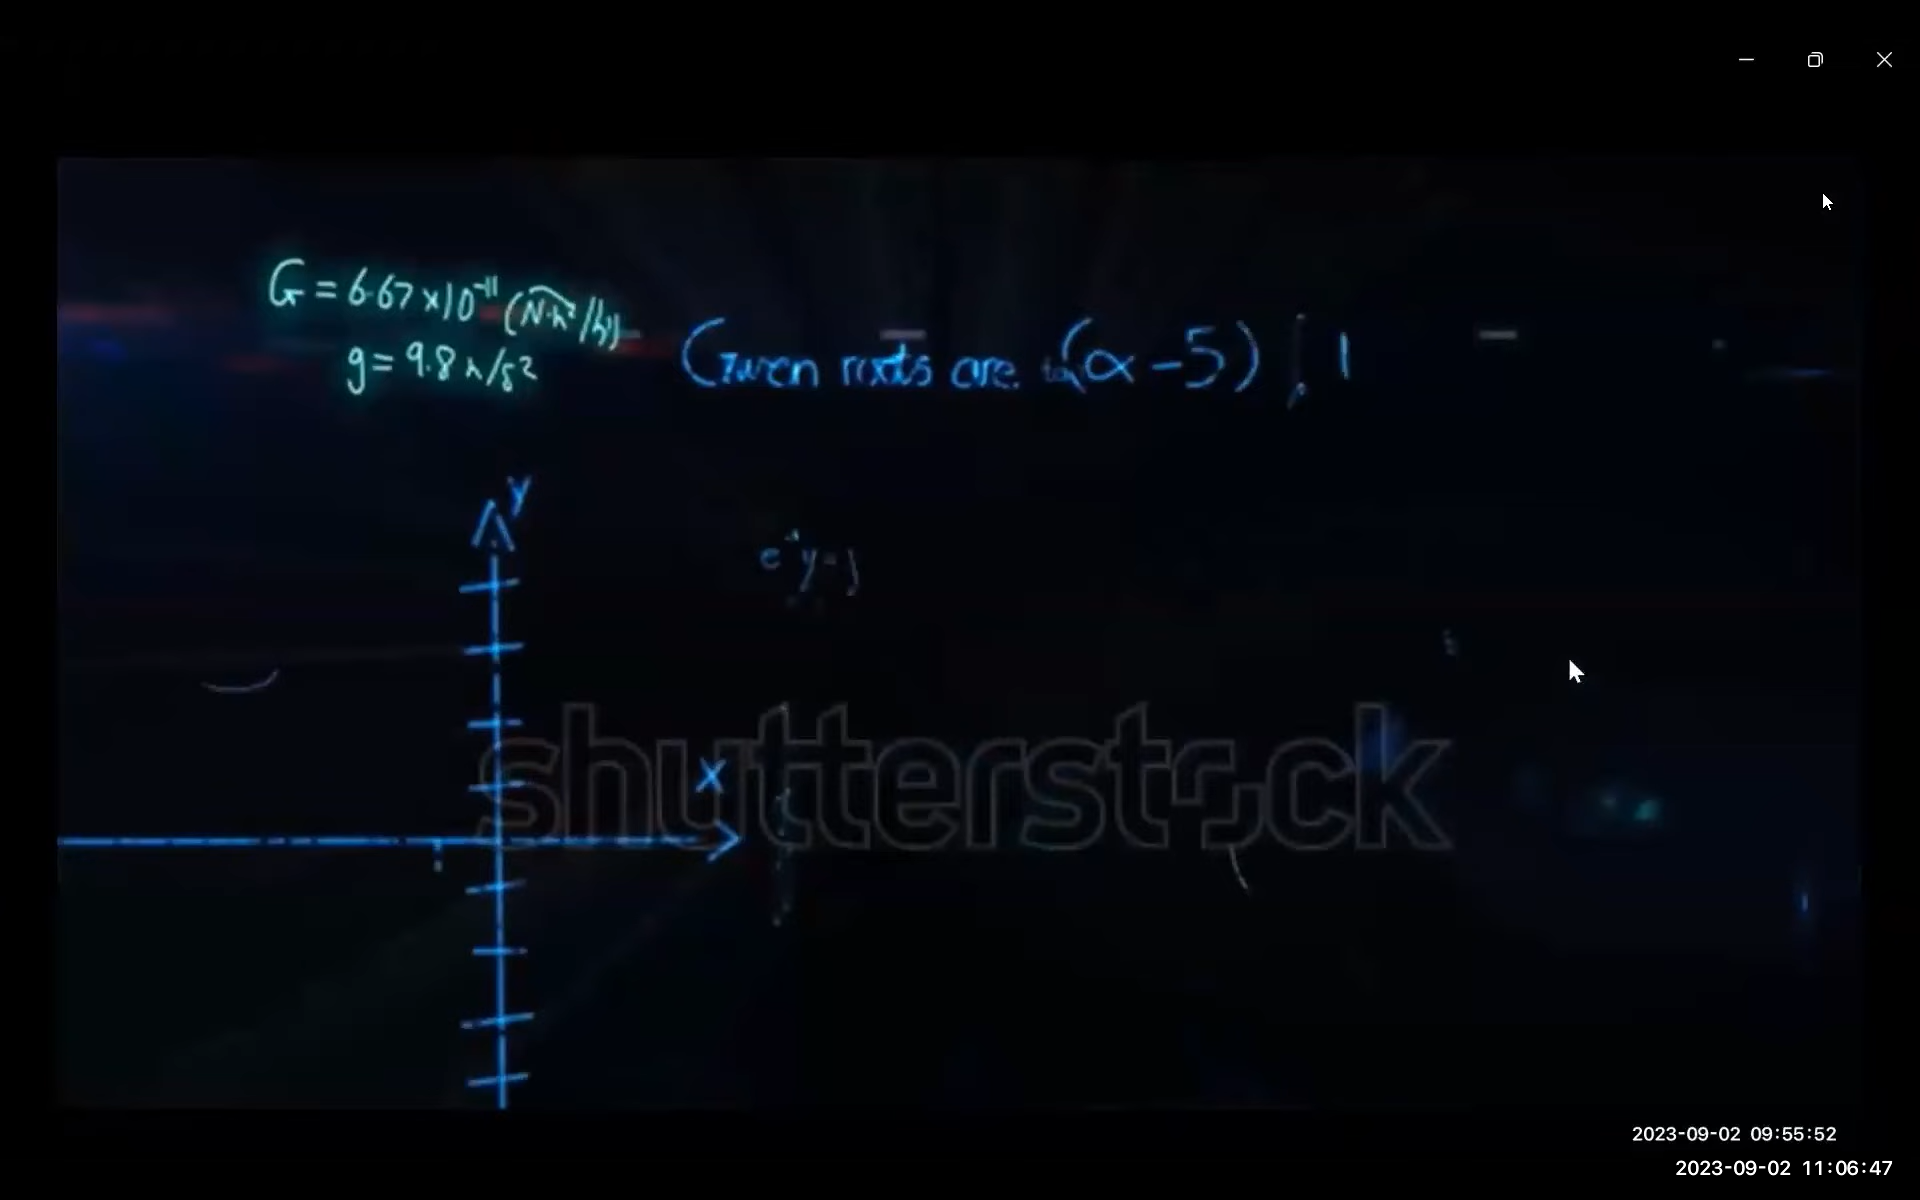 G = 6.67 × 10⁻¹¹ (N·m²/kg)
g = 9.8 m/s²
Given roots are (α − 5) ; 1
y
e y =
x
shutterstock
2023-09-02 09:55:52
2023-09-02 11:06:47